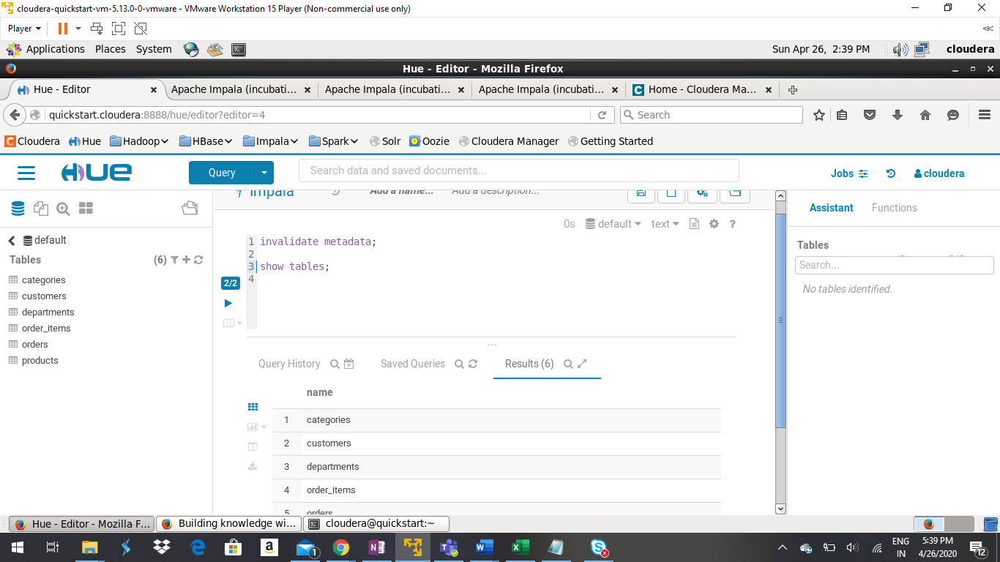 cloudera-quickstart-vm-5.13.0-0-vmware - VMware Workstation 15 Player (Non-commercial use only)
Player
Applications Places System Sun Apr 26, 2:39 PM cloudera
Hue - Editor - Mozilla Firefox
Hue - Editor Apache Impala (incubati... Apache Impala (incubati... Apache Impala (incubati... Home - Cloudera Ma...
quickstart.cloudera:8888/hue/editor?editor=4 Search
Cloudera Hue Hadoop HBase Impala Spark Solr Oozie Cloudera Manager Getting Started
HUE Query Search data and saved documents... Jobs cloudera
Impala Add a name... Add a description...
Assistant Functions
0s default text ?
default
Tables (6)
categories
customers
departments
order_items
orders
products
1 invalidate metadata;
2
3 show tables;
4
2/2
Query History Saved Queries Results (6)
name
1 categories
2 customers
3 departments
4 order_items
5 orders
Tables
Search...
No tables identified.
Hue - Editor - Mozilla F... Building knowledge wi... cloudera@quickstart:~
ENG 5:39 PM
IN 4/26/2020
1
12